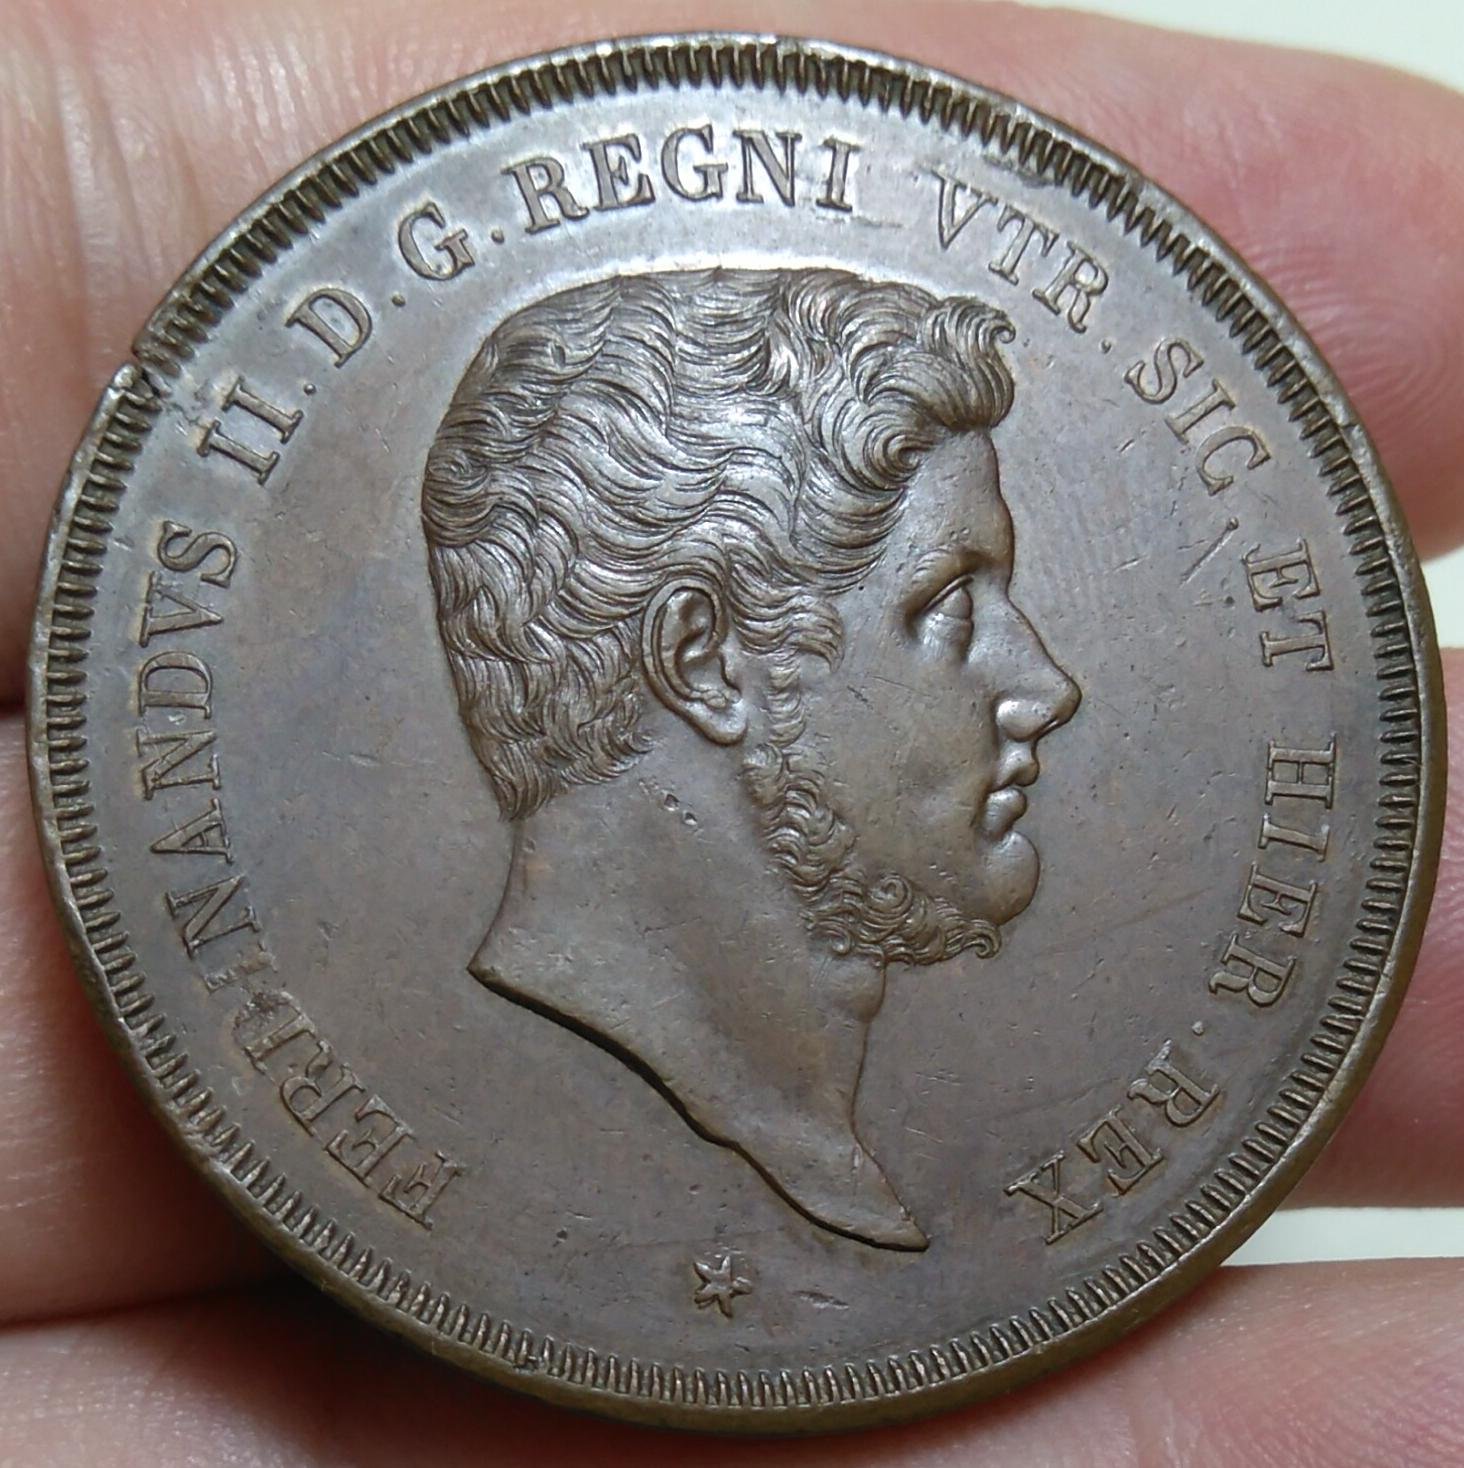 FERDINANDVS II. D. G. REGNI VTR. SIC. ET HIER. REX